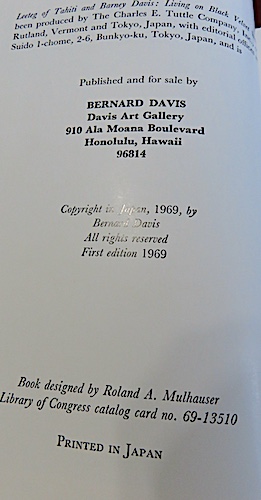 Leeteg of Tahiti and Barney Davis: Living on Black Velvet
been produced by The Charles E. Tuttle Company, Inc.
Rutland, Vermont and Tokyo, Japan, with editorial offices
Suido 1-chome, 2-6, Bunkyo-ku, Tokyo, Japan, and is
Published and for sale by
BERNARD DAVIS
Davis Art Gallery
910 Ala Moana Boulevard
Honolulu, Hawaii
96814
Copyright in Japan, 1969, by
Bernard Davis
All rights reserved
First edition 1969
Book designed by Roland A. Mulhauser
Library of Congress catalog card no. 69-13510
PRINTED IN JAPAN